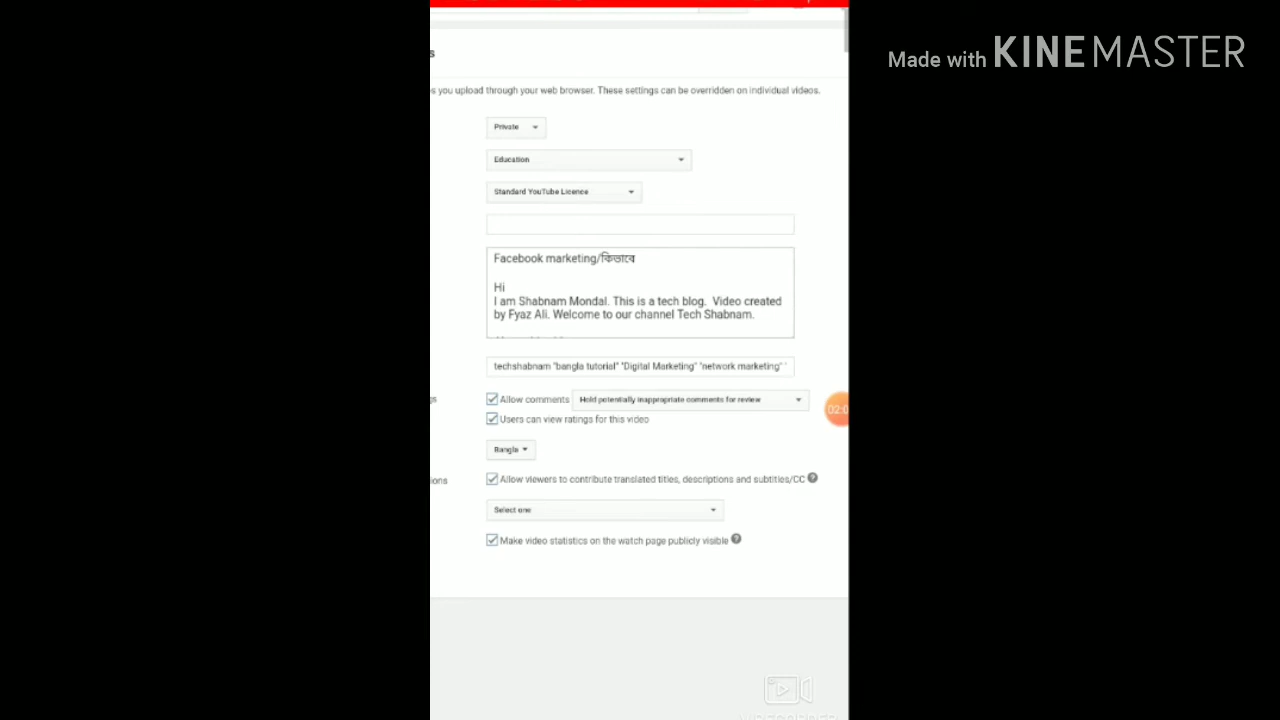 Made with KINEMASTER
s
s you upload through your web browser. These settings can be overridden on individual videos.
Private
Education
Standard YouTube Licence
Facebook marketing/কিভাবে
Hi
I am Shabnam Mondal. This is a tech blog. Video created
by Fyaz Ali. Welcome to our channel Tech Shabnam.
techshabnam "bangla tutorial" "Digital Marketing" "network marketing" "
gs
Allow comments
Hold potentially inappropriate comments for review
02:0
Users can view ratings for this video
Bangla
ions
Allow viewers to contribute translated titles, descriptions and subtitles/CC ?
Select one
Make video statistics on the watch page publicly visible ?